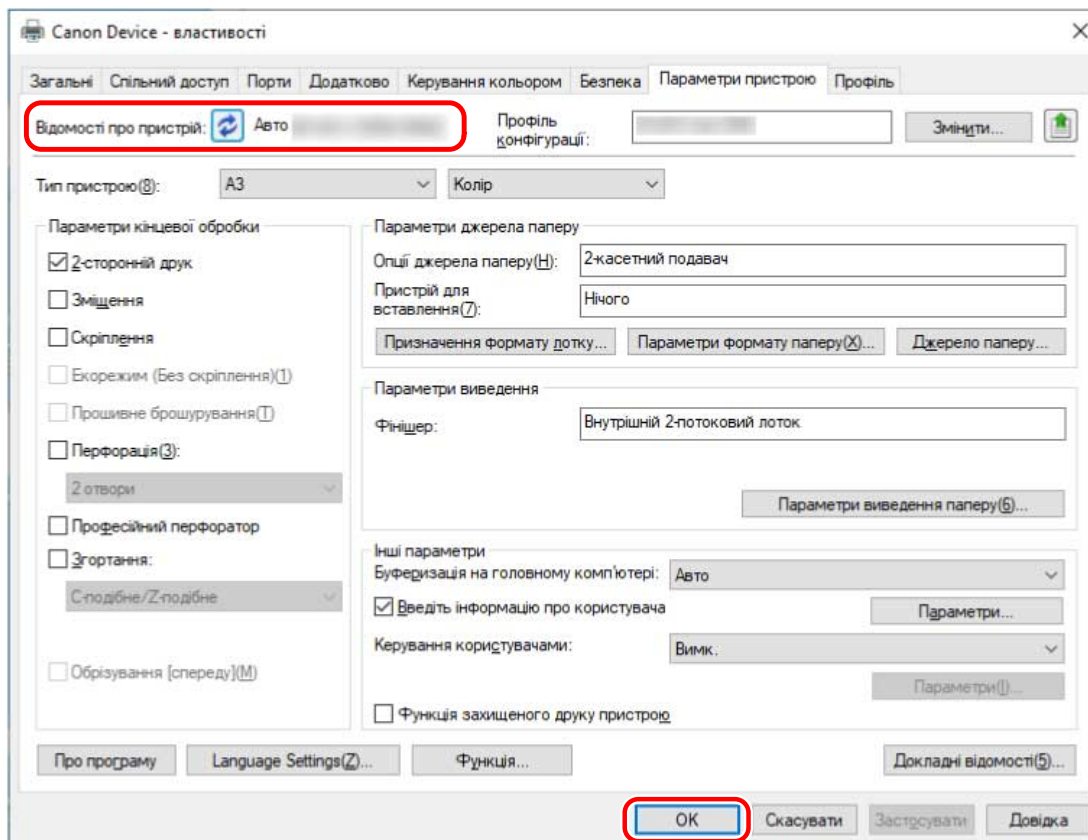 Canon Device - властивості
Загальні Спільний доступ Порти Додатково Керування кольором Безпека Параметри пристрою Профіль
Відомості про пристрій: Авто
Профіль конфігурації:
Змінити...
Тип пристрою(8): A3 Колір
Параметри кінцевої обробки
2-сторонній друк
Зміщення
Скріплення
Екорежим (Без скріплення)(1)
Прошивне брошурування(T)
Перфорація(3):
2 отвори
Професійний перфоратор
Згортання:
C-подібне/Z-подібне
Обрізування [спереду](M)
Параметри джерела паперу
Опції джерела паперу(H): 2-касетний подавач
Пристрій для
вставлення(7): Нічого
Призначення формату лотку... Параметри формату паперу(X)... Джерело паперу...
Параметри виведення
Фінішер: Внутрішній 2-потоковий лоток
Параметри виведення паперу(6)...
Інші параметри
Буферизація на головному комп'ютері: Авто
Введіть інформацію про користувача Параметри...
Керування користувачами: Вимк.
Параметри(I)...
Функція захищеного друку пристрою
Про програму Language Settings(Z)... Функція... Докладні відомості(5)...
OK Скасувати Застосувати Довідка